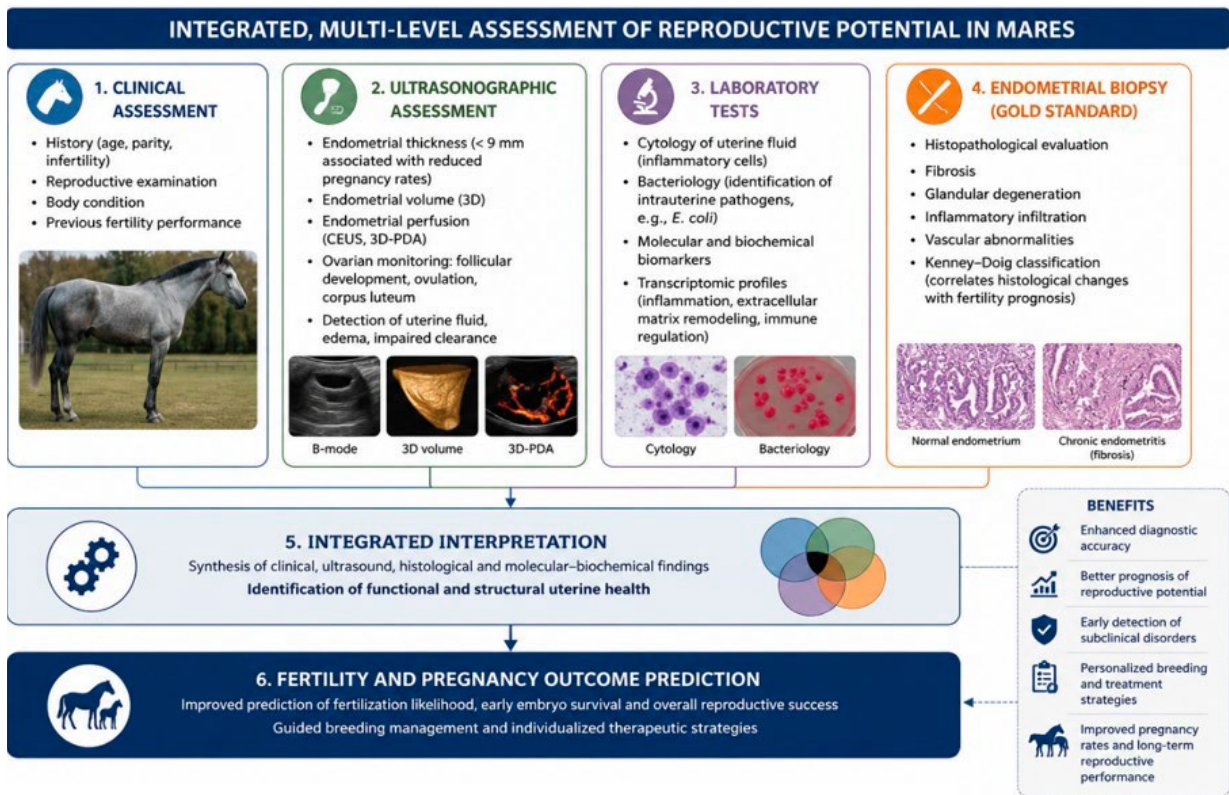 INTEGRATED, MULTI-LEVEL ASSESSMENT OF REPRODUCTIVE POTENTIAL IN MARES
1. CLINICAL
ASSESSMENT
• History (age, parity,
infertility)
• Reproductive examination
• Body condition
• Previous fertility performance
2. ULTRASONOGRAPHIC
ASSESSMENT
• Endometrial thickness (< 9 mm
associated with reduced
pregnancy rates)
• Endometrial volume (3D)
• Endometrial perfusion
(CEUS, 3D-PDA)
• Ovarian monitoring: follicular
development, ovulation,
corpus luteum
• Detection of uterine fluid,
edema, impaired clearance
B-mode
3D volume
3D-PDA
3. LABORATORY
TESTS
• Cytology of uterine fluid
(inflammatory cells)
• Bacteriology (identification of
intrauterine pathogens,
e.g., E. coli)
• Molecular and biochemical
biomarkers
• Transcriptomic profiles
(inflammation, extracellular
matrix remodeling, immune
regulation)
Cytology
Bacteriology
4. ENDOMETRIAL BIOPSY
(GOLD STANDARD)
• Histopathological evaluation
• Fibrosis
• Glandular degeneration
• Inflammatory infiltration
• Vascular abnormalities
• Kenney–Doig classification
(correlates histological changes
with fertility prognosis)
Normal endometrium
Chronic endometritis
(fibrosis)
5. INTEGRATED INTERPRETATION
Synthesis of clinical, ultrasound, histological and molecular–biochemical findings
Identification of functional and structural uterine health
6. FERTILITY AND PREGNANCY OUTCOME PREDICTION
Improved prediction of fertilization likelihood, early embryo survival and overall reproductive success
Guided breeding management and individualized therapeutic strategies
BENEFITS
Enhanced diagnostic
accuracy
Better prognosis of
reproductive potential
Early detection of
subclinical disorders
Personalized breeding
and treatment
strategies
Improved pregnancy
rates and long-term
reproductive
performance